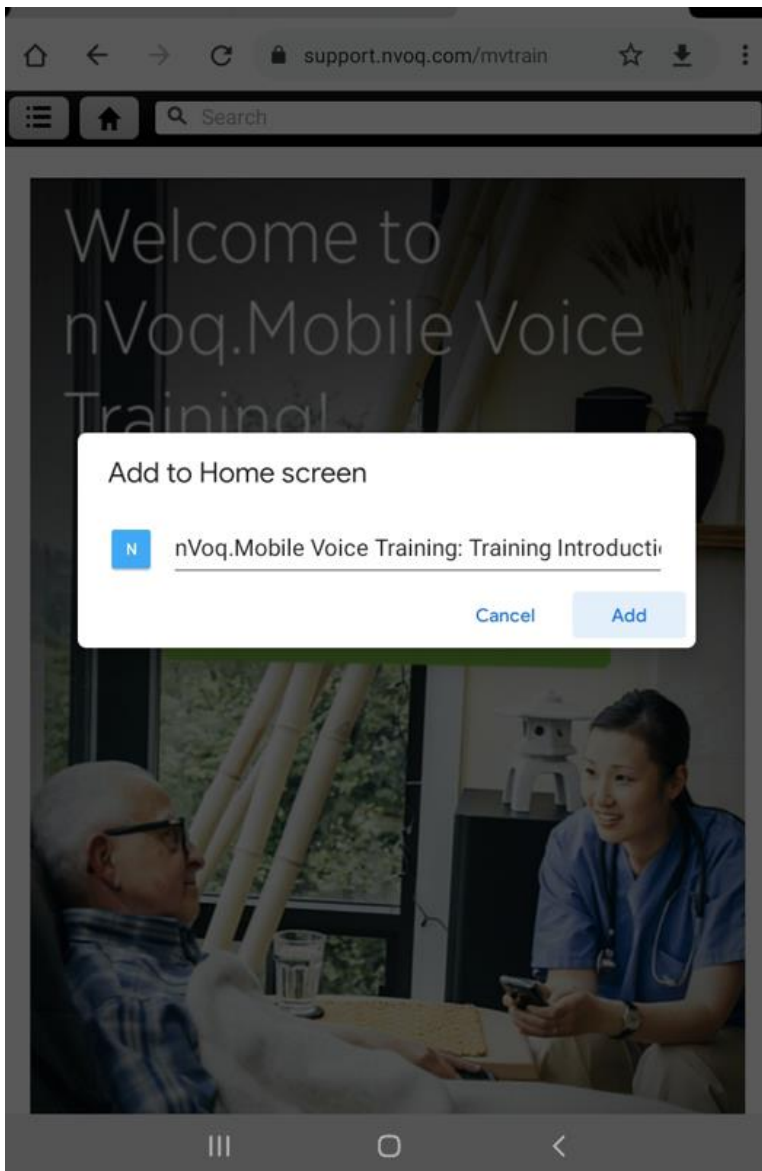 support.nvoq.com/mvtrain
Search
Welcome to
nVoq.Mobile Voice
Training!
Add to Home screen
N
nVoq.Mobile Voice Training: Training Introducti
Cancel
Add